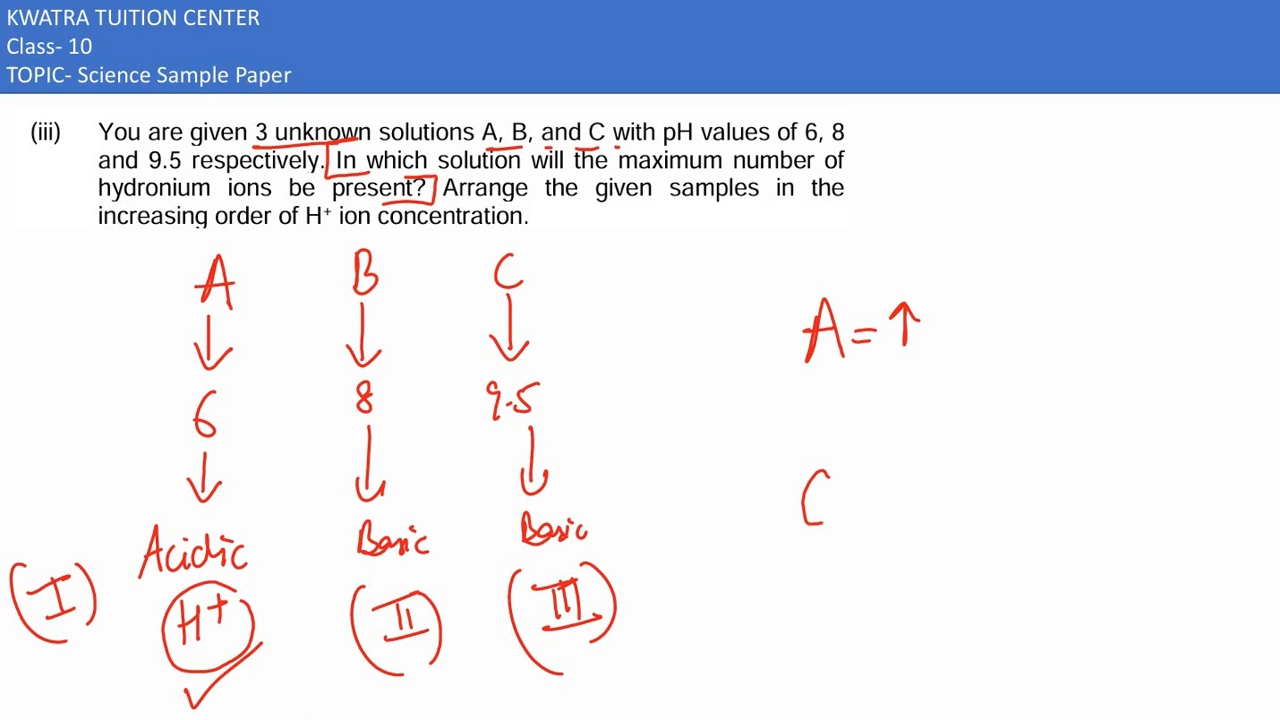 KWATRA TUITION CENTER
Class- 10
TOPIC- Science Sample Paper
(iii) You are given 3 unknown solutions A, B, and C with pH values of 6, 8
and 9.5 respectively. In which solution will the maximum number of
hydronium ions be present? Arrange the given samples in the
increasing order of H⁺ ion concentration.
A B C
↓ ↓ ↓
A = ↑
6 8 9.5
↓ ↓ ↓
C
Acidic Basic Basic
(I) H⁺ (II) (III)
✓